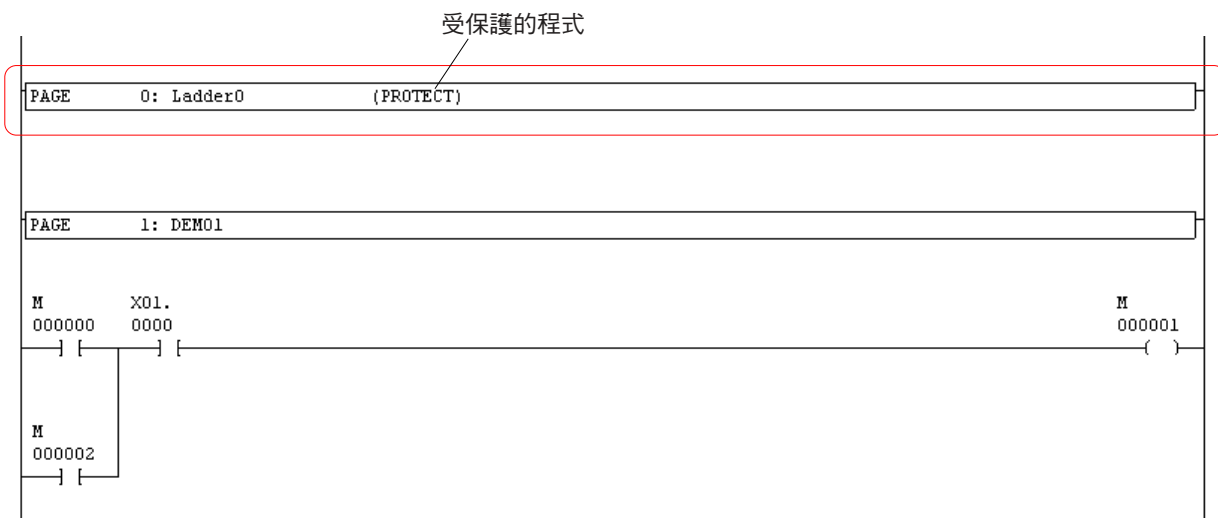 受保護的程式
PAGE 0: Ladder0 (PROTECT)
PAGE 1: DEMO1
M X01. M
000000 0000 000001
M
000002